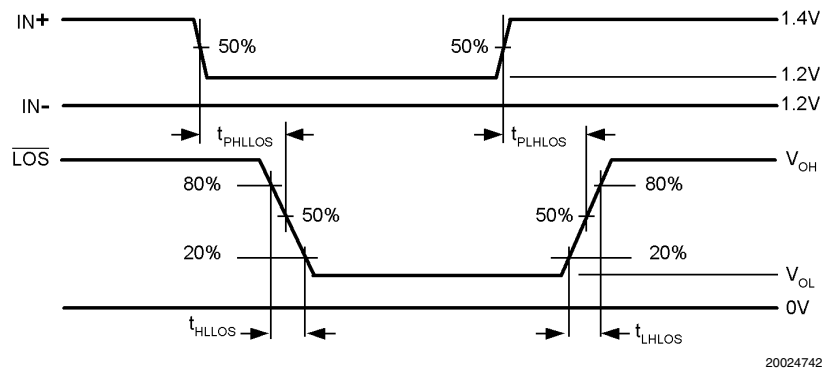 IN+
1.4V
50%
50%
1.2V
IN-
1.2V
tPHLLOS
tPLHLOS
LOS
VOH
80%
80%
50%
50%
20%
20%
VOL
0V
tHLLOS
tLHLOS
20024742